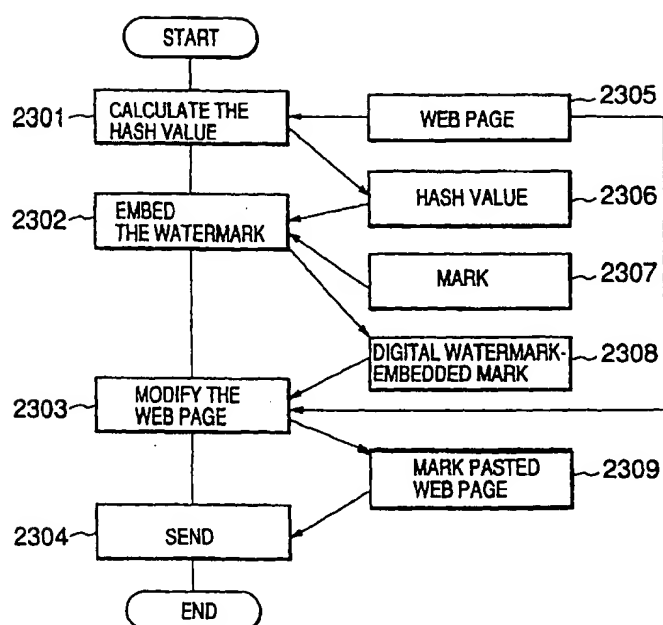 START
2301
CALCULATE THE
HASH VALUE
WEB PAGE
2305
HASH VALUE
2306
2302
EMBED
THE WATERMARK
MARK
2307
DIGITAL WATERMARK-
EMBEDDED MARK
2308
2303
MODIFY THE
WEB PAGE
MARK PASTED
WEB PAGE
2309
2304
SEND
END